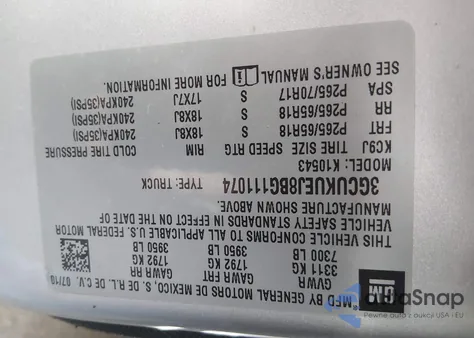 GM
MFD BY GENERAL MOTORS DE MEXICO, S. DE R.L. DE C.V. 07/10
GVWR GAWR FRT GAWR RR
3311 KG 1792 KG 1792 KG
7300 LB 3950 LB 3950 LB
THIS VEHICLE CONFORMS TO ALL APPLICABLE U.S. FEDERAL MOTOR
VEHICLE SAFETY STANDARDS IN EFFECT ON THE DATE OF
MANUFACTURE SHOWN ABOVE.
3GCUKUEJ8BG111074 TYPE: TRUCK
MODEL: K10543
KC9J TIRE SIZE SPEED RTG RIM COLD TIRE PRESSURE
FRT P265/65R18 S 18X8J 240KPA(35PSI)
RR P265/65R18 S 18X8J 240KPA(35PSI)
SPA P265/70R17 S 17X7J 240KPA(35PSI)
SEE OWNER'S MANUAL FOR MORE INFORMATION
AutaSnap
USA i EU